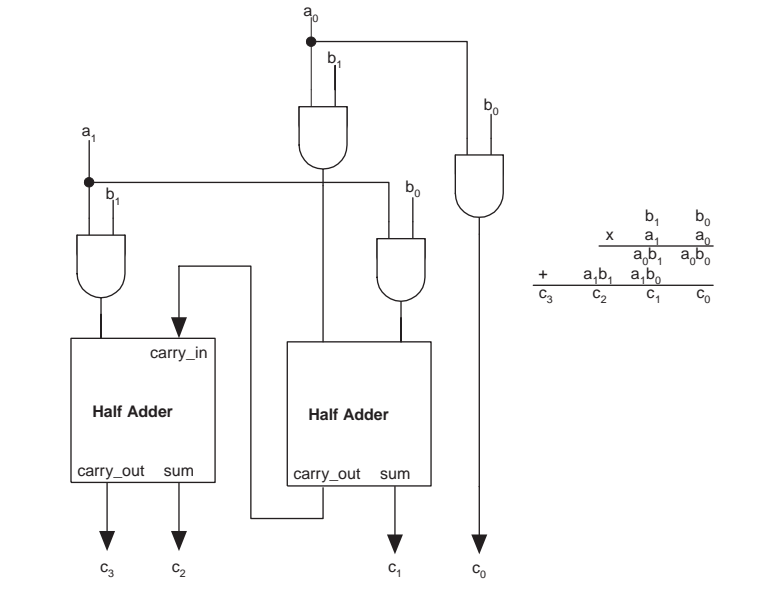 a₀
b₁
b₀
a₁
b₁
b₀
b₁ b₀
x a₁ a₀
a₀b₁ a₀b₀
+ a₁b₁ a₁b₀
c₃ c₂ c₁ c₀
carry_in
Half Adder
Half Adder
carry_out sum
carry_out sum
c₃ c₂ c₁ c₀